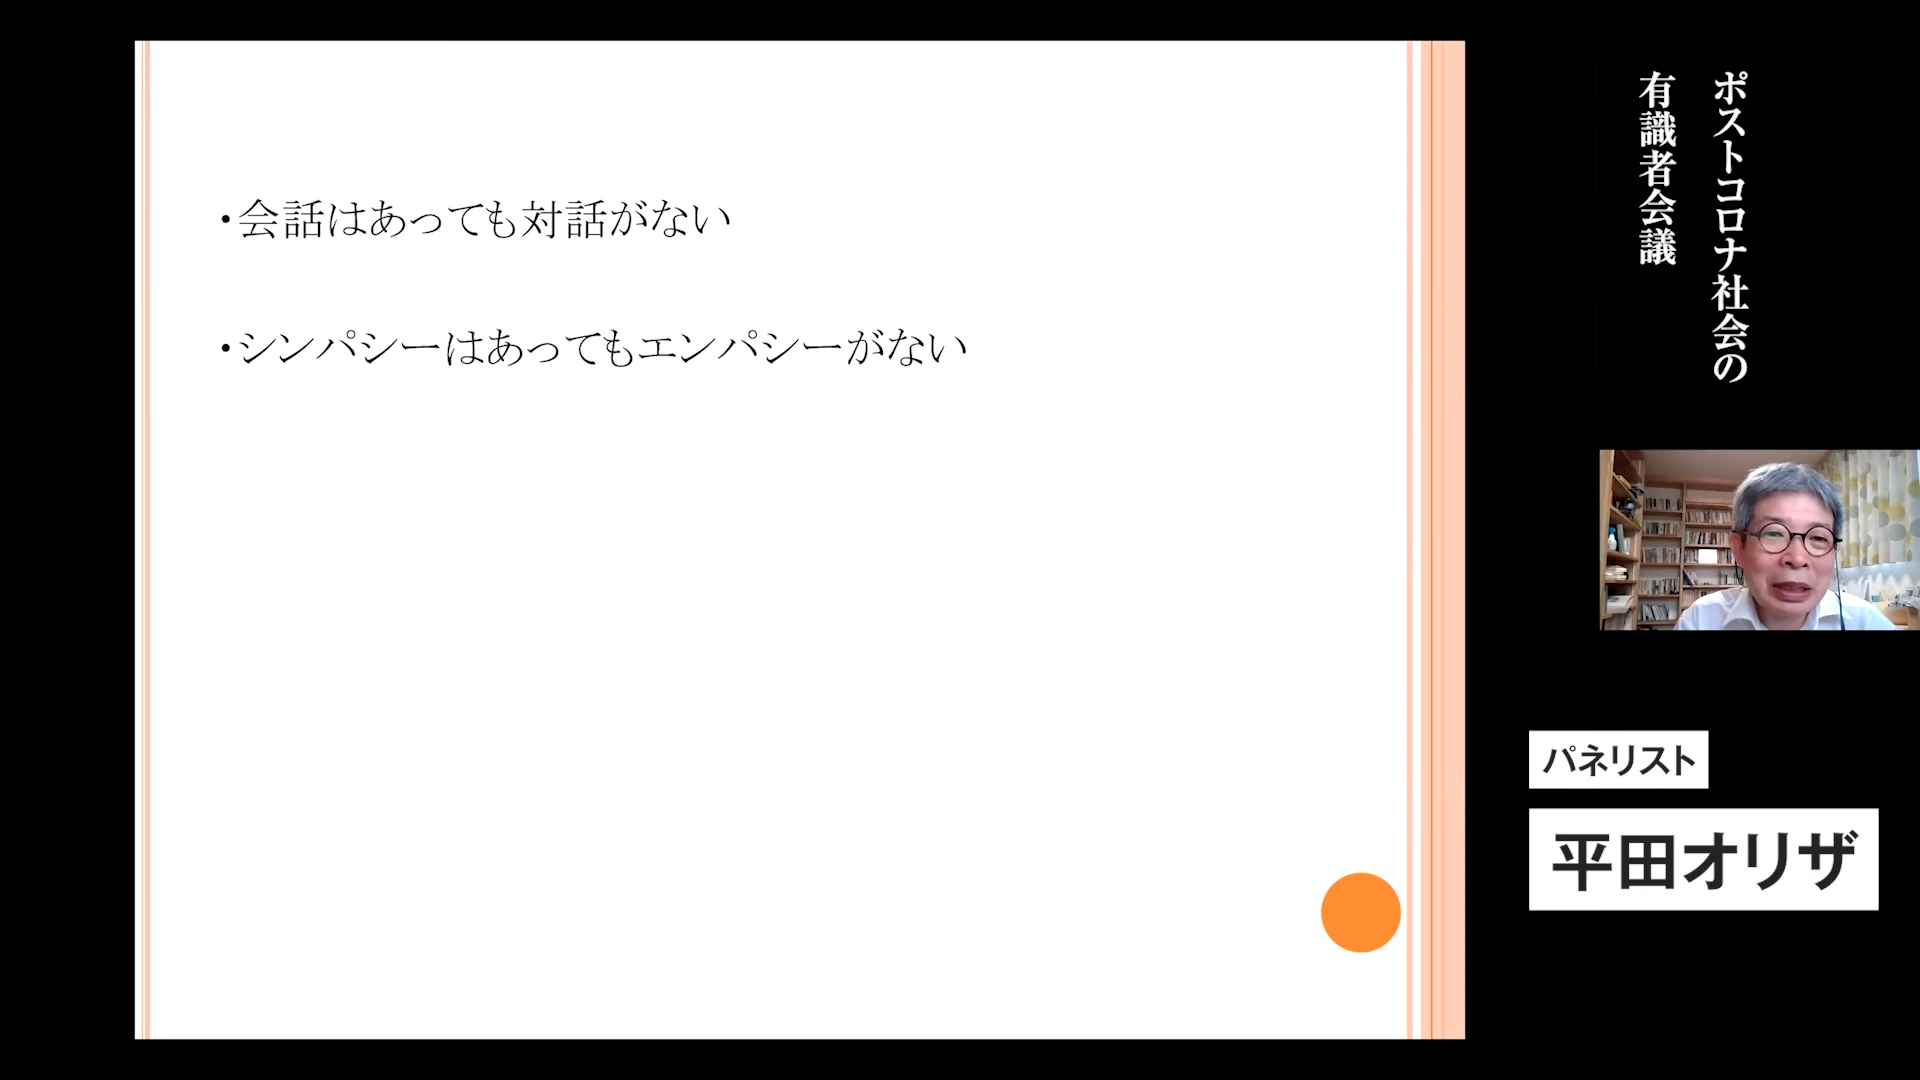 ・会話はあっても対話がない
・シンパシーはあってもエンパシーがない
ポストコロナ社会の
有識者会議
パネリスト
平田オリザ